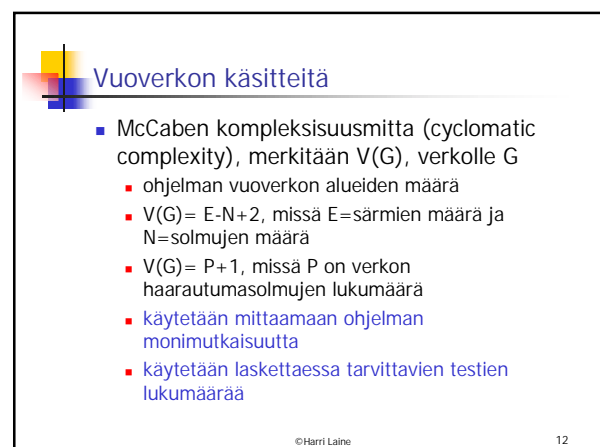 Vuoverkon käsitteitä
McCaben kompleksisuusmitta (cyclomatic
complexity), merkitään V(G), verkolle G
ohjelman vuoverkon alueiden määrä
V(G)= E-N+2, missä E=särmien määrä ja
N=solmujen määrä
V(G)= P+1, missä P on verkon
haarautumasolmujen lukumäärä
käytetään mittaamaan ohjelman
monimutkaisuutta
käytetään laskettaessa tarvittavien testien
lukumäärää
©Harri Laine
12